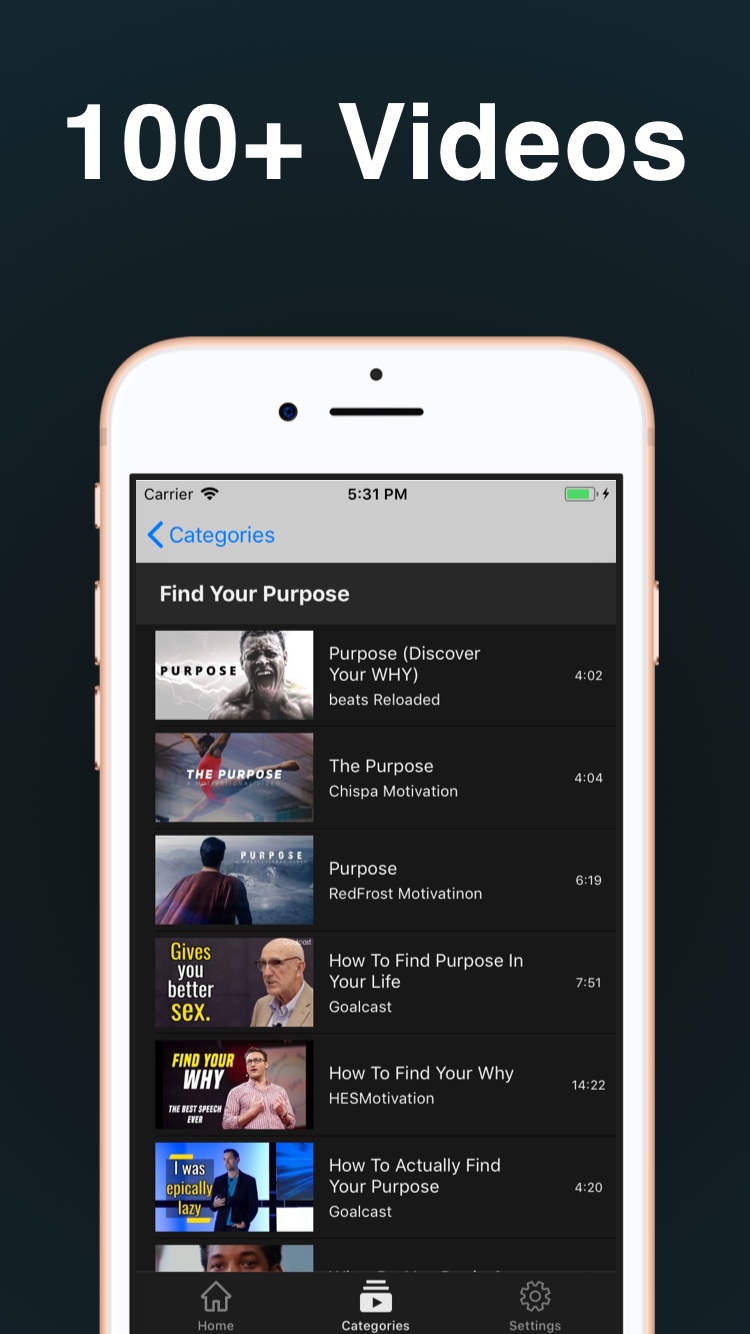 100+ Videos
Carrier 5:31 PM
Categories
Find Your Purpose
PURPOSE
Purpose (Discover
Your WHY)
beats Reloaded
4:02
THE PURPOSE
A MOTIVATIONAL VIDEO
The Purpose
Chispa Motivation
4:04
PURPOSE
A MOTIVATIONAL VIDEO
Purpose
RedFrost Motivatinon
6:19
Goalcast
Gives
you
better
sex.
How To Find Purpose In
Your Life
Goalcast
7:51
FIND YOUR
WHY
THE BEST SPEECH
EVER
How To Find Your Why
HESMotivation
14:22
I was
epically
lazy
How To Actually Find
Your Purpose
Goalcast
4:20
Home
Categories
Settings